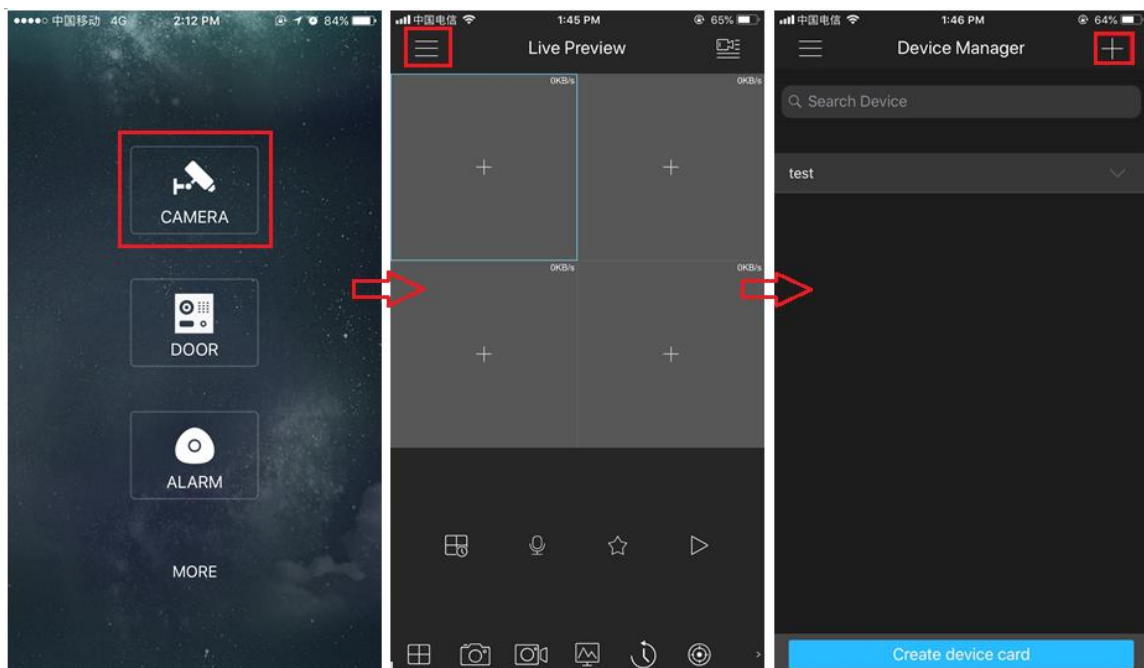 中国移动 4G 2:12 PM 84%
CAMERA
DOOR
ALARM
MORE
中国电信 1:45 PM 65%
Live Preview
0KB/s 0KB/s
0KB/s 0KB/s
中国电信 1:46 PM 64%
Device Manager
Search Device
test
Create device card